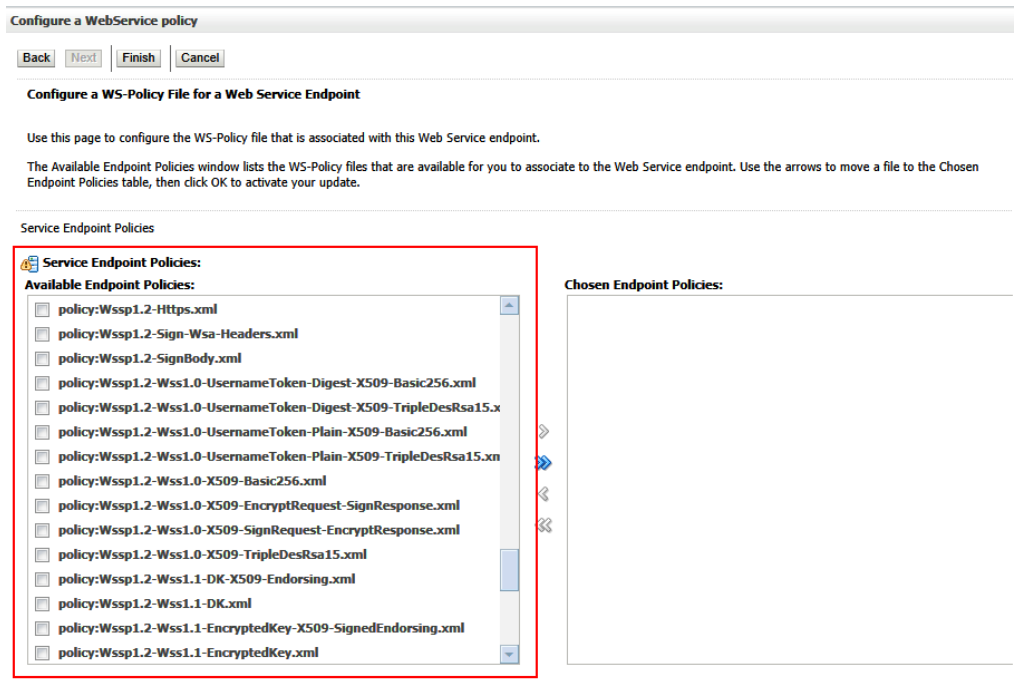 Configure a WebService policy
Back Next Finish Cancel
Configure a WS-Policy File for a Web Service Endpoint
Use this page to configure the WS-Policy file that is associated with this Web Service endpoint.
The Available Endpoint Policies window lists the WS-Policy files that are available for you to associate to the Web Service endpoint. Use the arrows to move a file to the Chosen
Endpoint Policies table, then click OK to activate your update.
Service Endpoint Policies
Service Endpoint Policies:
Available Endpoint Policies:
policy:Wssp1.2-Https.xml
policy:Wssp1.2-Sign-Wsa-Headers.xml
policy:Wssp1.2-SignBody.xml
policy:Wssp1.2-Wss1.0-UsernameToken-Digest-X509-Basic256.xml
policy:Wssp1.2-Wss1.0-UsernameToken-Digest-X509-TripleDesRsa15.x
policy:Wssp1.2-Wss1.0-UsernameToken-Plain-X509-Basic256.xml
policy:Wssp1.2-Wss1.0-UsernameToken-Plain-X509-TripleDesRsa15.xm
policy:Wssp1.2-Wss1.0-X509-Basic256.xml
policy:Wssp1.2-Wss1.0-X509-EncryptRequest-SignResponse.xml
policy:Wssp1.2-Wss1.0-X509-SignRequest-EncryptResponse.xml
policy:Wssp1.2-Wss1.0-X509-TripleDesRsa15.xml
policy:Wssp1.2-Wss1.1-DK-X509-Endorsing.xml
policy:Wssp1.2-Wss1.1-DK.xml
policy:Wssp1.2-Wss1.1-EncryptedKey-X509-SignedEndorsing.xml
policy:Wssp1.2-Wss1.1-EncryptedKey.xml
Chosen Endpoint Policies: